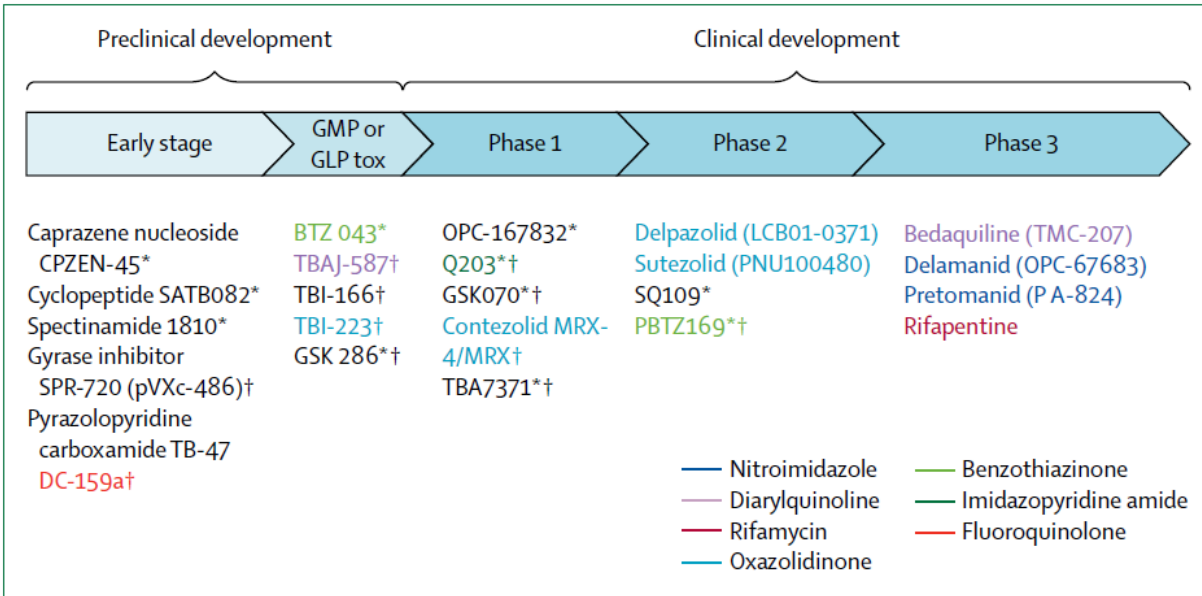 Preclinical development
Clinical development
Early stage
GMP or
GLP tox
Phase 1
Phase 2
Phase 3
Caprazene nucleoside
CPZEN-45*
Cyclopeptide SATB082*
Spectinamide 1810*
Gyrase inhibitor
SPR-720 (pVXc-486)†
Pyrazolopyridine
carboxamide TB-47
DC-159a†
BTZ 043*
TBAJ-587†
TBI-166†
TBI-223†
GSK 286*†
OPC-167832*
Q203*†
GSK070*†
Contezolid MRX-
4/MRX†
TBA7371*†
Delpazolid (LCB01-0371)
Sutezolid (PNU100480)
SQ109*
PBTZ169*†
Bedaquiline (TMC-207)
Delamanid (OPC-67683)
Pretomanid (P A-824)
Rifapentine
Nitroimidazole
Diarylquinoline
Rifamycin
Oxazolidinone
Benzothiazinone
Imidazopyridine amide
Fluoroquinolone